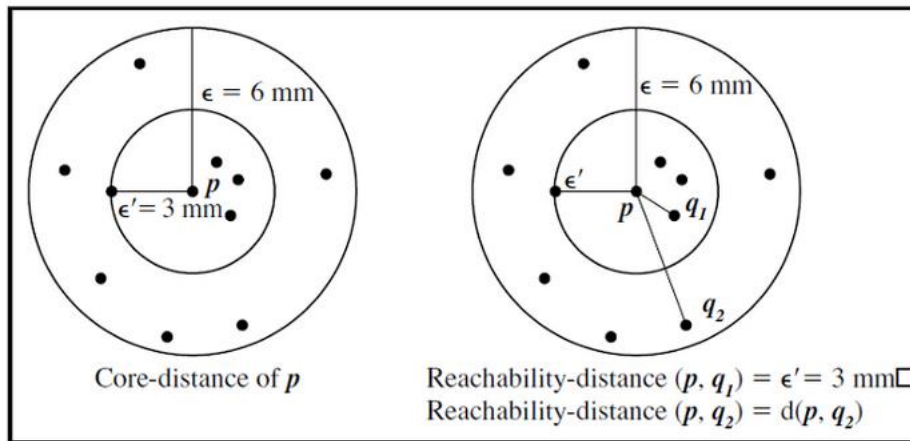 ϵ = 6 mm
p
ϵ′= 3 mm
Core-distance of p
ϵ = 6 mm
ϵ′
p
q1
q2
Reachability-distance (p, q1) = ϵ′= 3 mm□
Reachability-distance (p, q2) = d(p, q2)